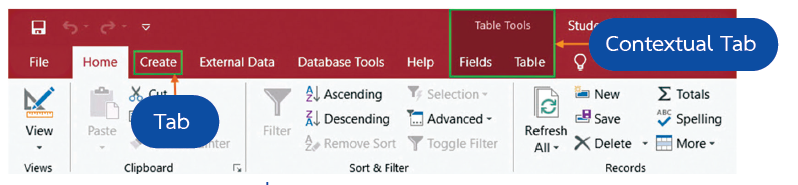 Table Tools Stude
Contextual Tab
File Home Create External Data Database Tools Help Fields Table
Cut
Tab
View
Paste
Filter
Ascending
Descending
Remove Sort
Selection
Advanced
Toggle Filter
Refresh
All
New
Save
Delete
Totals
ABC
Spelling
More
Views Clipboard Sort & Filter Records